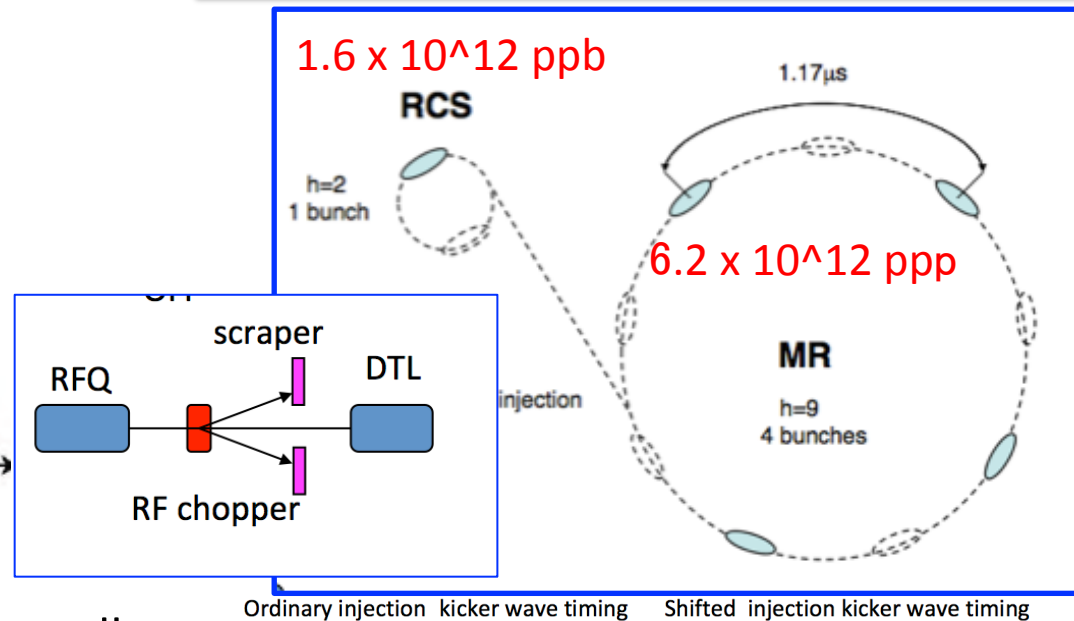 1.6 x 10^12 ppb
RCS
h=2
1 bunch
1.17μs
6.2 x 10^12 ppp
MR
h=9
4 bunches
injection
scraper
RFQ
DTL
RF chopper
Ordinary injection kicker wave timing
Shifted injection kicker wave timing